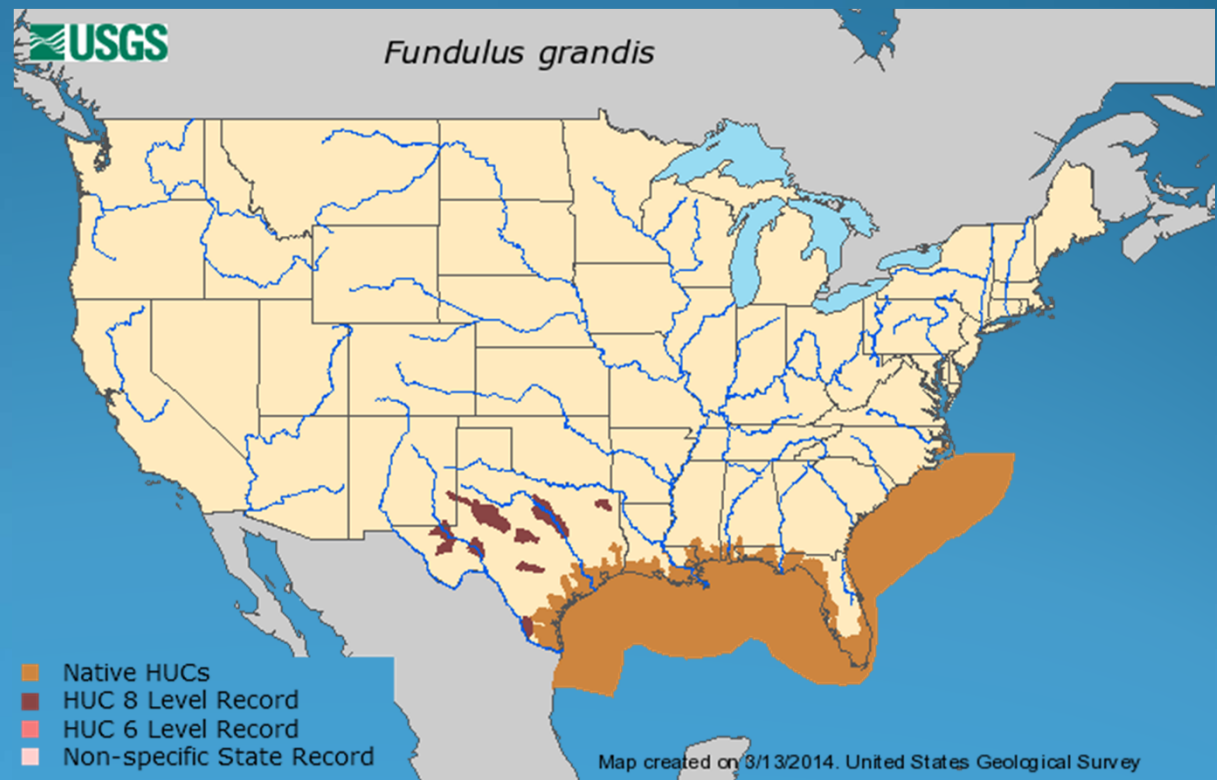 USGS
Fundulus grandis
Native HUCs
HUC 8 Level Record
HUC 6 Level Record
Non-specific State Record
Map created on 3/13/2014. United States Geological Survey